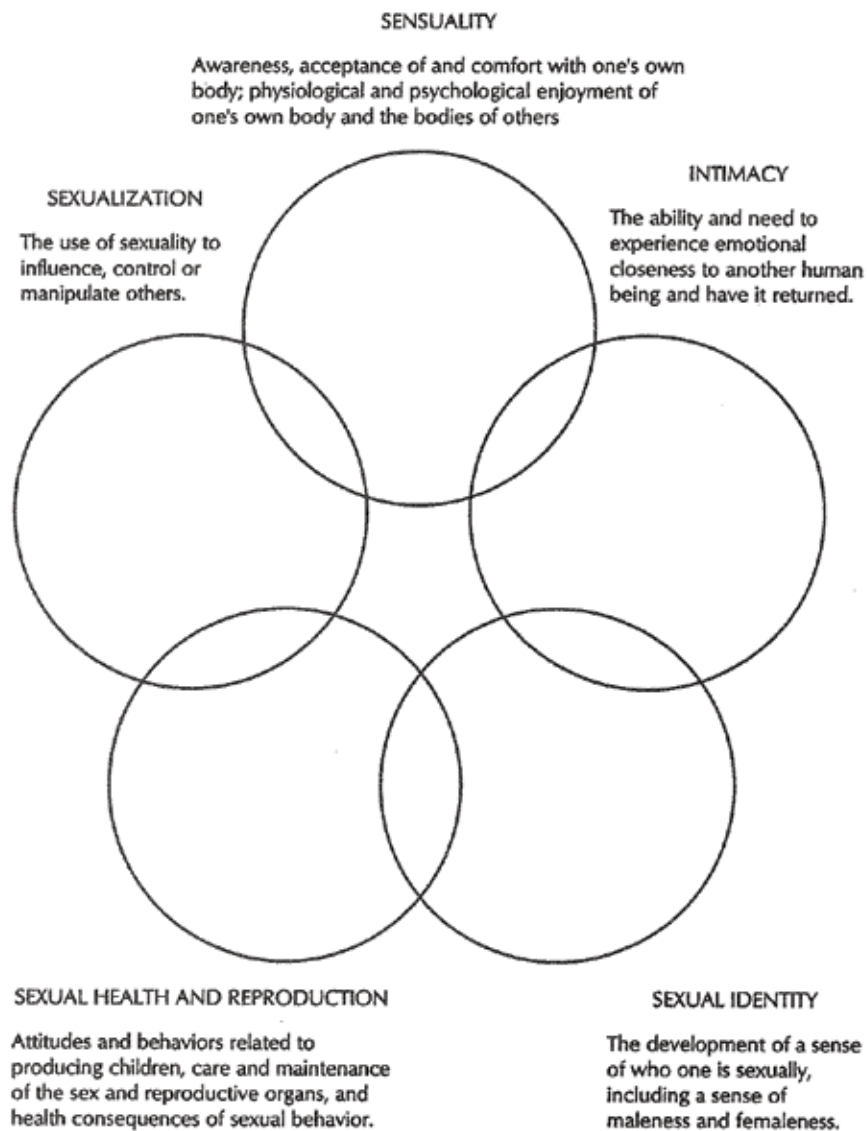 SENSUALITY
Awareness, acceptance of and comfort with one's own
body; physiological and psychological enjoyment of
one's own body and the bodies of others
INTIMACY
The ability and need to
experience emotional
closeness to another human
being and have it returned.
SEXUALIZATION
The use of sexuality to
influence, control or
manipulate others.
SEXUAL HEALTH AND REPRODUCTION
Attitudes and behaviors related to
producing children, care and maintenance
of the sex and reproductive organs, and
health consequences of sexual behavior.
SEXUAL IDENTITY
The development of a sense
of who one is sexually,
including a sense of
maleness and femaleness.